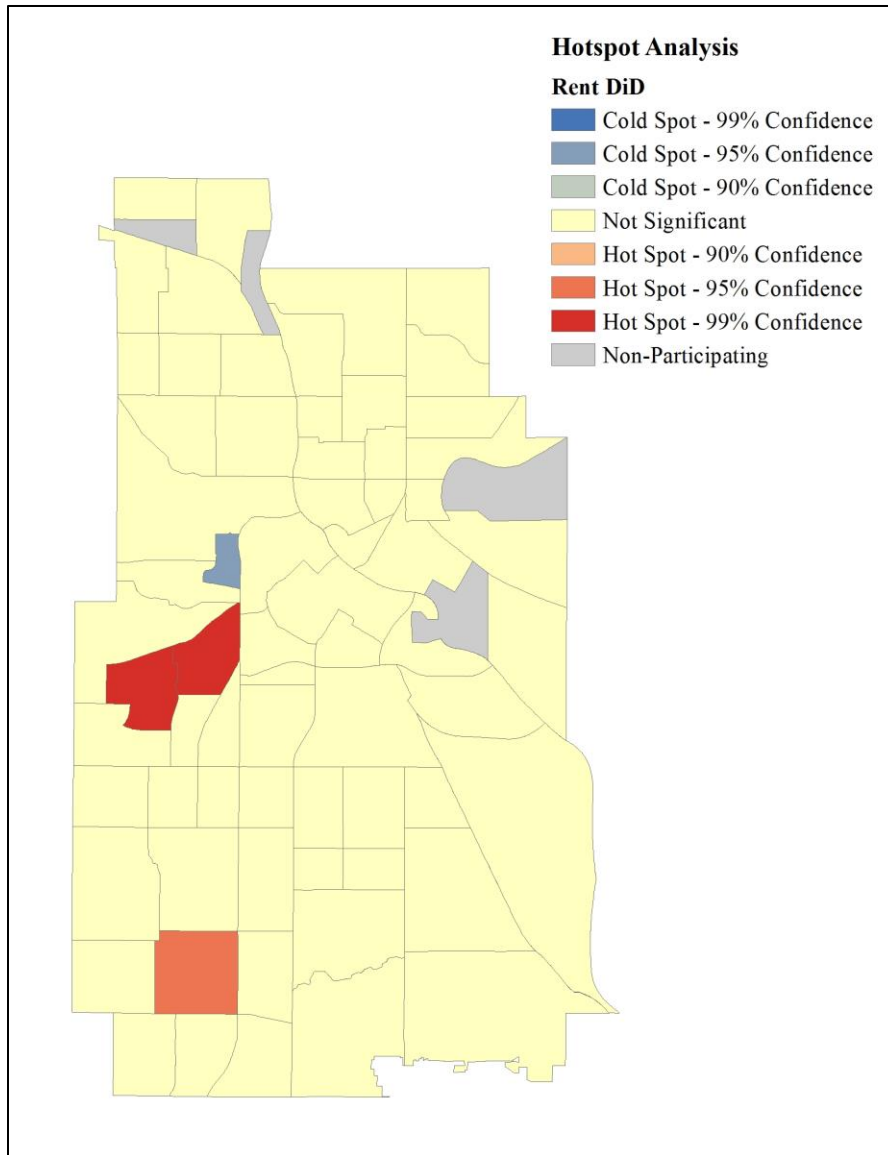 Hotspot Analysis
Rent DiD
Cold Spot - 99% Confidence
Cold Spot - 95% Confidence
Cold Spot - 90% Confidence
Not Significant
Hot Spot - 90% Confidence
Hot Spot - 95% Confidence
Hot Spot - 99% Confidence
Non-Participating